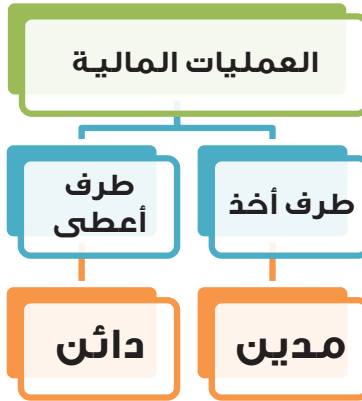 العمليات المالية
طرف أخذ
طرف
أعطى
مدين
دائن